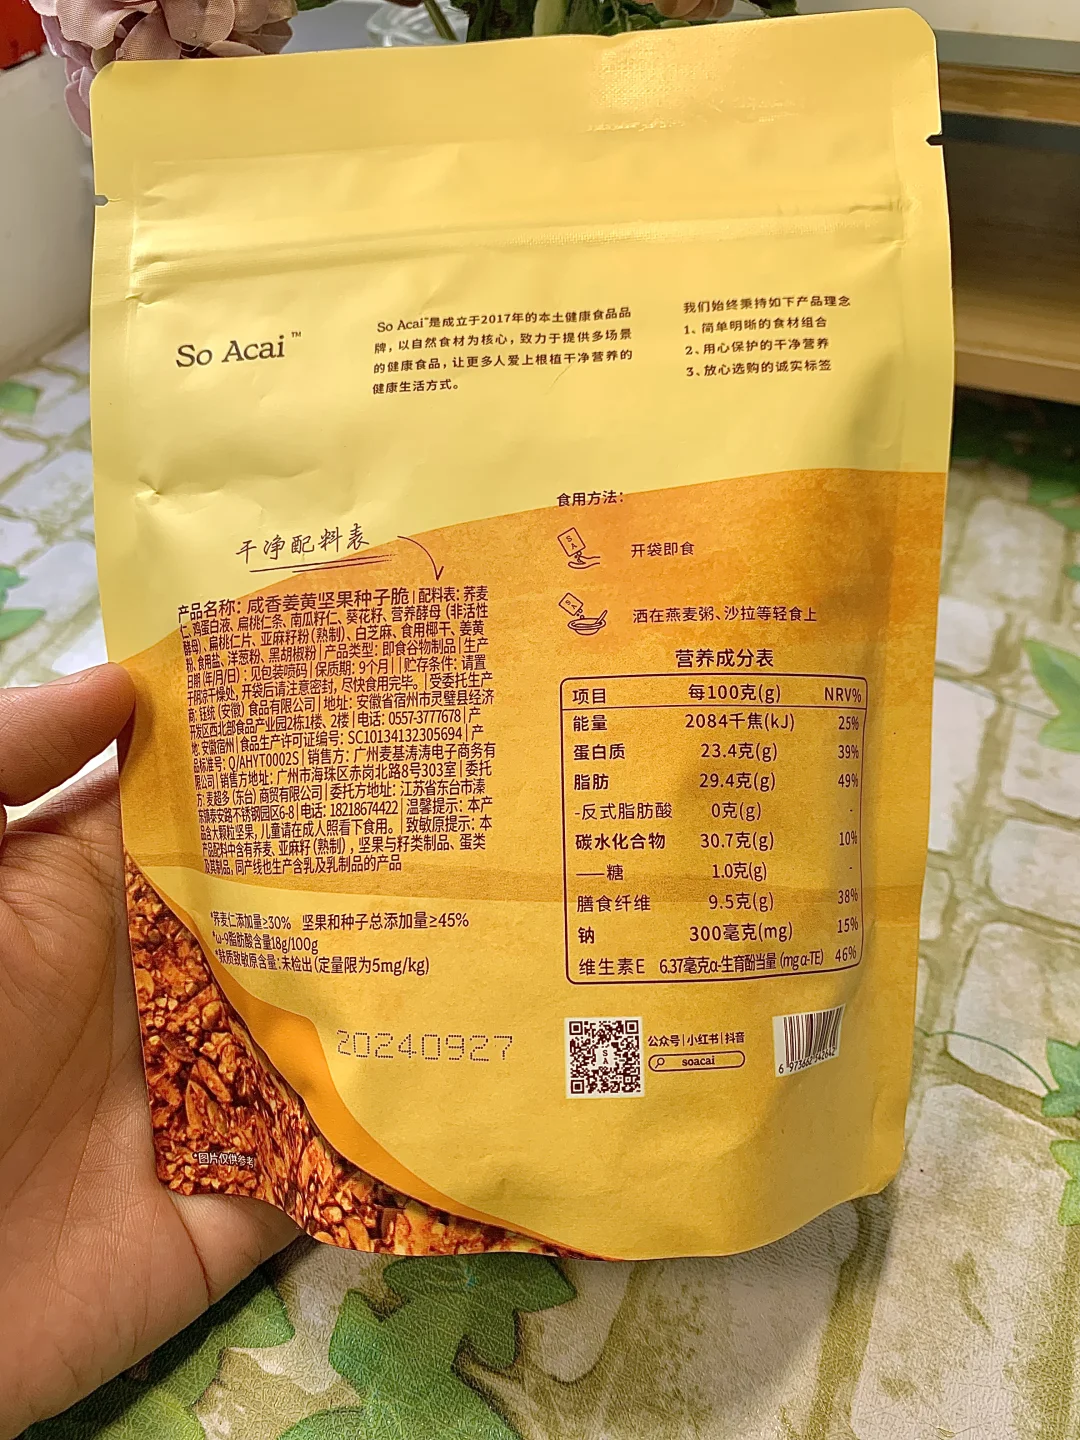 So Acai™
So Acai™是成立于2017年的本土健康食品品
牌，以自然食材为核心，致力于提供多场景
的健康食品，让更多人爱上根植干净营养的
健康生活方式。
我们始终秉持如下产品理念
1、简单明晰的食材组合
2、用心保护的干净营养
3、放心选购的诚实标签
干净配料表
产品名称：咸香姜黄坚果种子脆|配料表：荞麦
仁、鸡蛋白液、扁桃仁条、南瓜籽仁、葵花籽、营养酵母（非活性
酵母）、扁桃仁片、亚麻籽粉（熟制）、白芝麻、食用椰干、姜黄
粉、食用盐、洋葱粉、黑胡椒粉|产品类型：即食谷物制品|生产
日期（年/月/日）：见包装喷码|保质期：9个月||贮存条件：请置
于阴凉干燥处，开袋后请注意密封，尽快食用完毕。|受委托生产
商：钰统（安徽）食品有限公司|地址：安徽省宿州市灵璧县经济
开发区西北部食品产业园2栋1楼、2楼|电话：0557-3777678|产
地：安徽宿州|食品生产许可证编号：SC10134132305694|产
品标准号：Q/AHYT0002S|销售方：广州麦基涛涛电子商务有
限公司|销售方地址：广州市海珠区赤岗北路8号303室|委托
方：麦超多（东台）商贸有限公司|委托方地址：江苏省东台市溱
东镇泰安路不锈钢园区6-8|电话：18218674422|温馨提示：本产
品含大颗粒坚果，儿童请在成人照看下食用。|致敏原提示：本
产品配料中含荞麦、亚麻籽（熟制），坚果与籽类制品、蛋类
及其制品，同产线也生产含乳及乳制品的产品
*荞麦仁添加量≥30% 坚果和种子总添加量≥45%
*ω-9脂肪酸含量18g/100g
*麸质致敏原含量：未检出（定量限为5mg/kg）
20240927
*图片仅供参考
食用方法：
SA
开袋即食
SA
洒在燕麦粥、沙拉等轻食上
营养成分表
项目 每100克(g) NRV%
能量 2084千焦(kJ) 25%
蛋白质 23.4克(g) 39%
脂肪 29.4克(g) 49%
-反式脂肪酸 0克(g) -
碳水化合物 30.7克(g) 10%
——糖 1.0克(g) -
膳食纤维 9.5克(g) 38%
钠 300毫克(mg) 15%
维生素E 6.37毫克α-生育酚当量（mg α-TE） 46%
SA
公众号|小红书|抖音
soacai